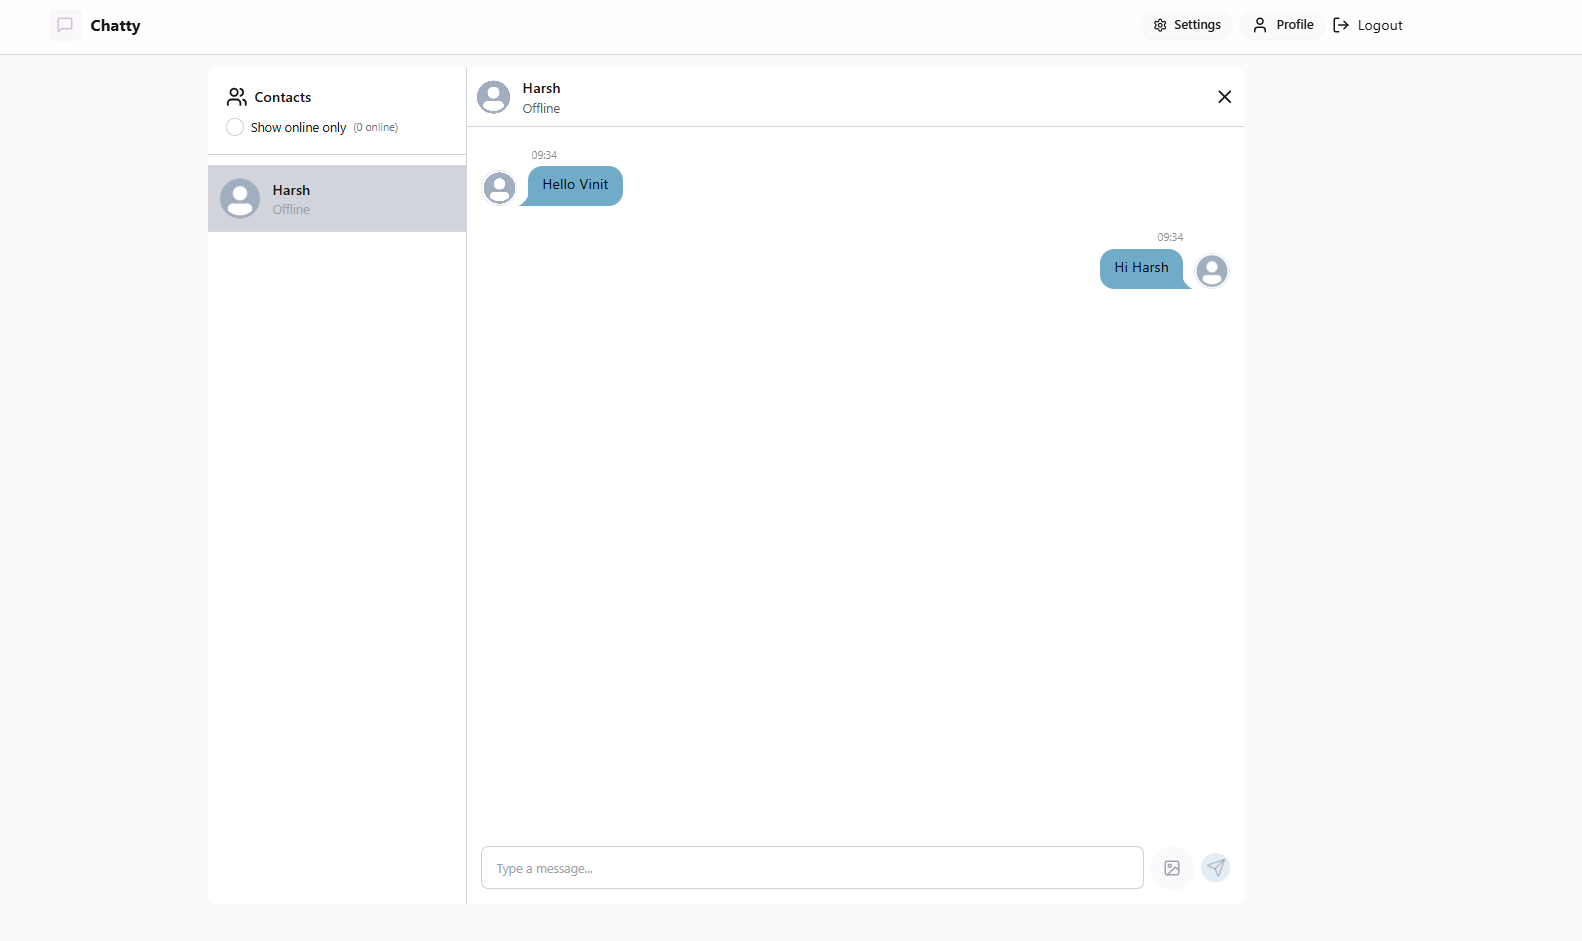 Chatty
Settings
Profile
Logout
Contacts
Show online only (0 online)
Harsh
Offline
Harsh
Offline
09:34
Hello Vinit
09:34
Hi Harsh
Type a message...